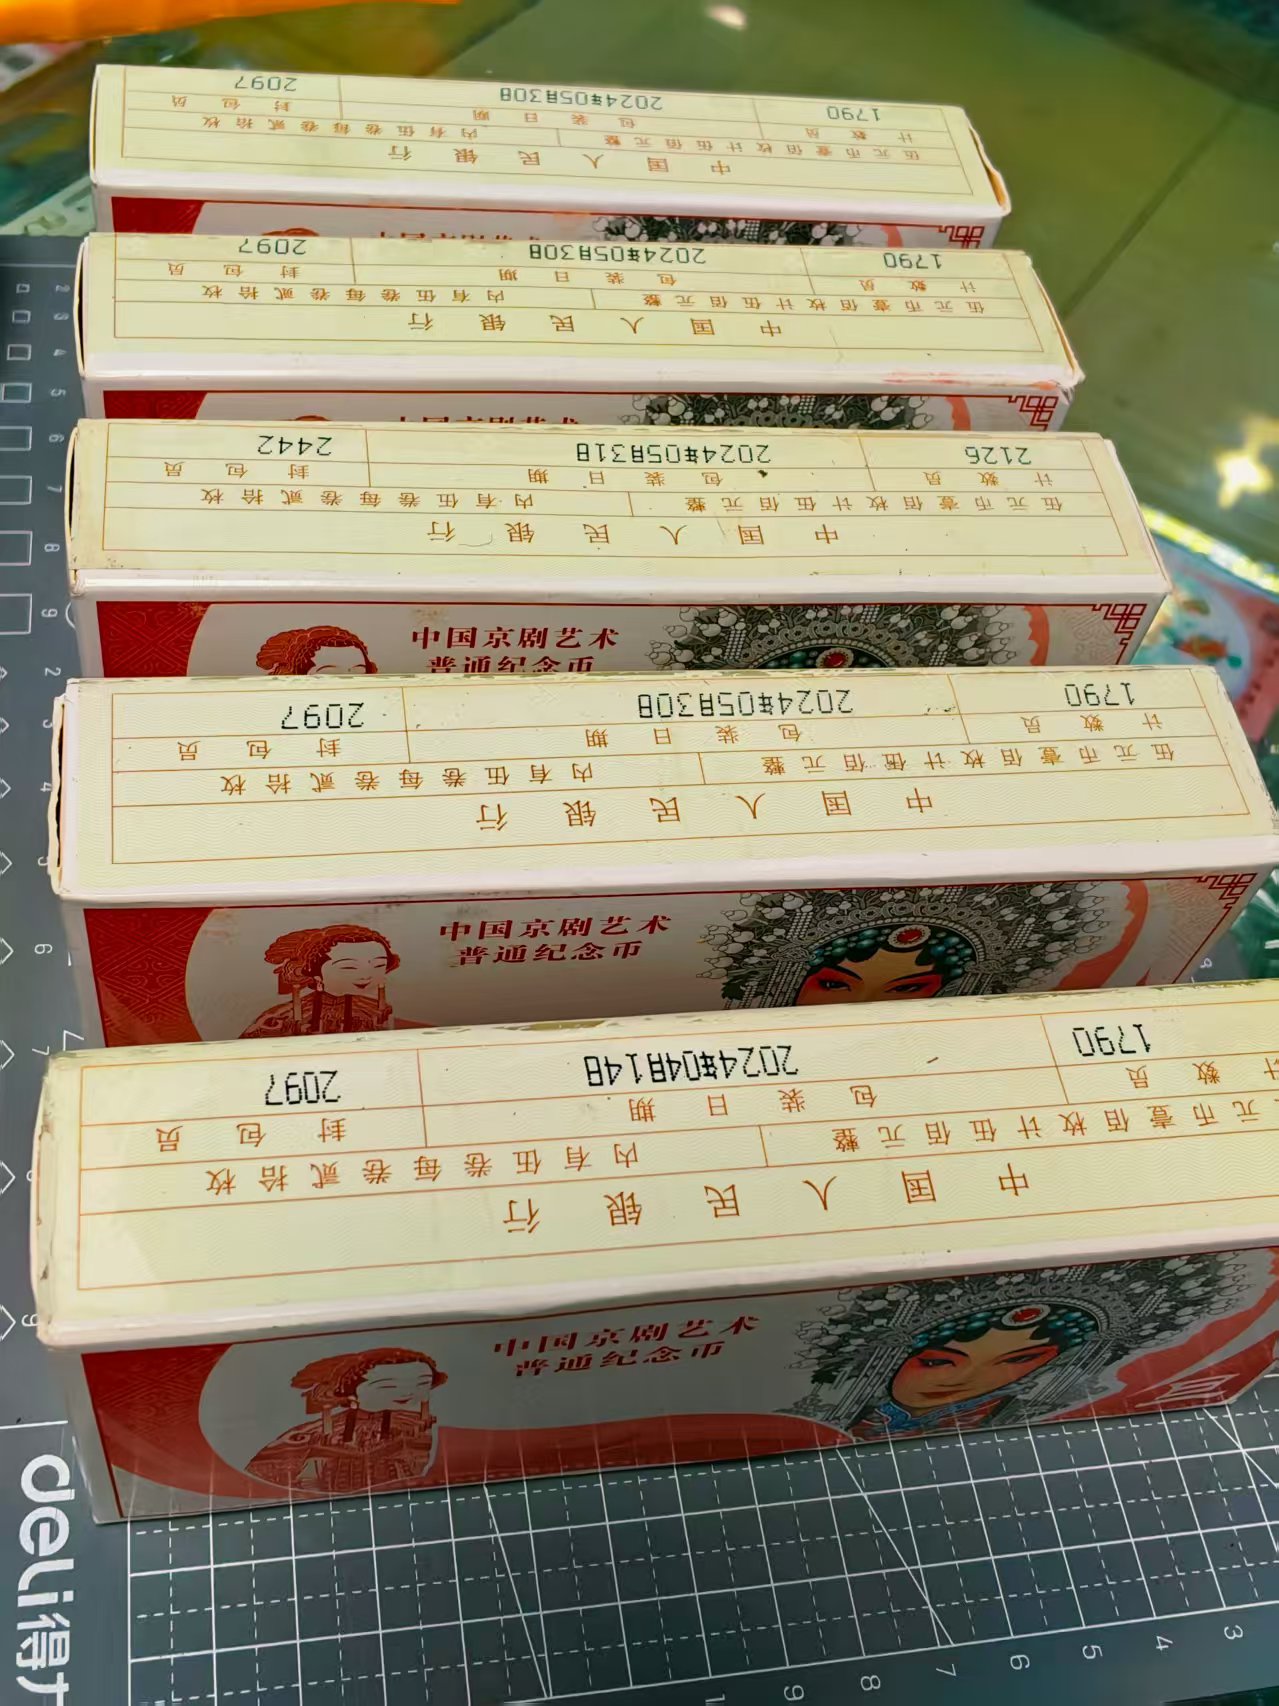 中国人民银行
伍元币壹佰枚计伍佰元整 内有伍卷每卷贰拾枚
计数员 包装日期 封包员
1790 2024年05月30日 2097
中国人民银行
伍元币壹佰枚计伍佰元整 内有伍卷每卷贰拾枚
计数员 包装日期 封包员
1790 2024年05月30日 2097
中国人民银行
伍元币壹佰枚计伍佰元整 内有伍卷每卷贰拾枚
计数员 包装日期 封包员
2126 2024年05月31日 2442
中国京剧艺术
普通纪念币
中国人民银行
伍元币壹佰枚计伍佰元整 内有伍卷每卷贰拾枚
计数员 包装日期 封包员
1790 2024年05月30日 2097
中国京剧艺术
普通纪念币
中国人民银行
元币壹佰枚计伍佰元整 内有伍卷每卷贰拾枚
计数员 包装日期 封包员
1790 2024年04月14日 2097
中国京剧艺术
普通纪念币
deli得力
9 8 7 6 5 4 3